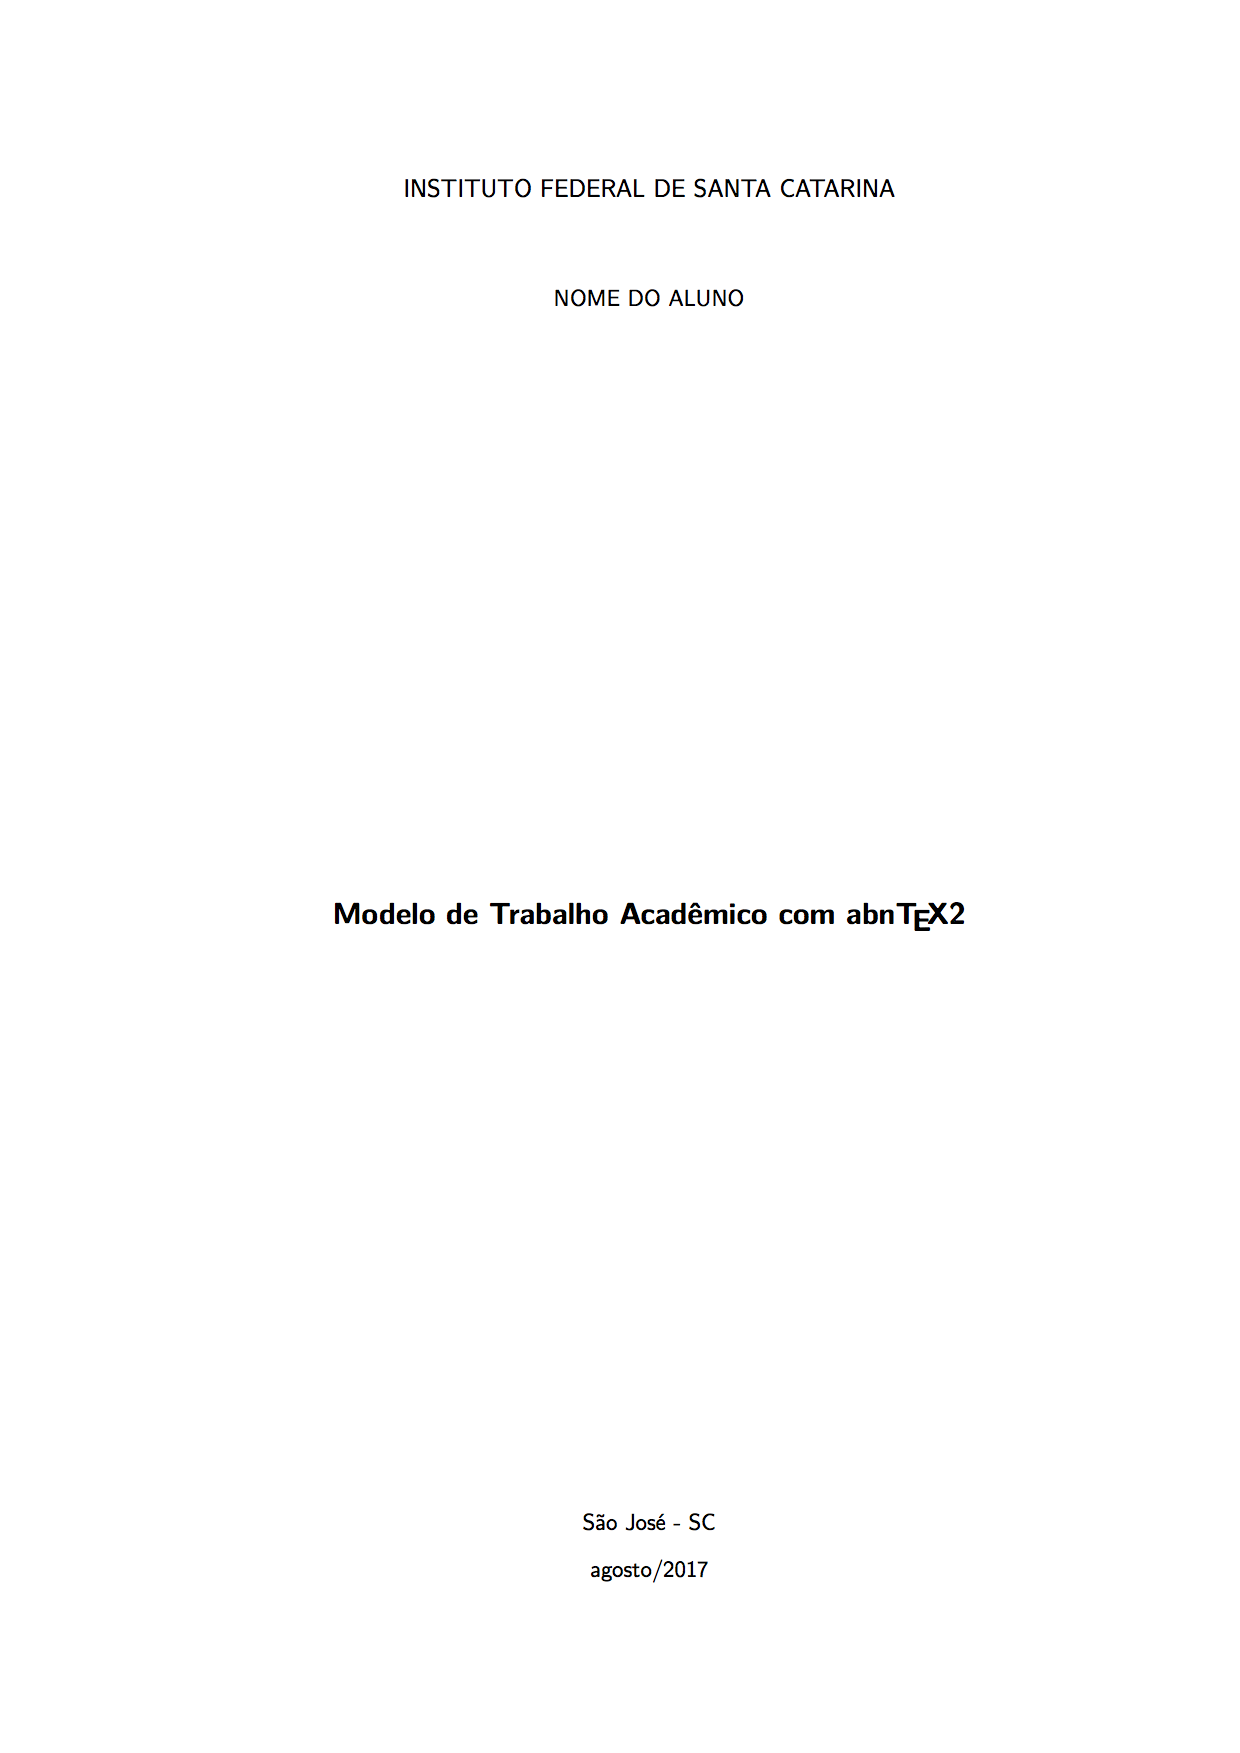 INSTITUTO FEDERAL DE SANTA CATARINA
NOME DO ALUNO
Modelo de Trabalho Acadêmico com abnTEX2
São José - SC
agosto/2017